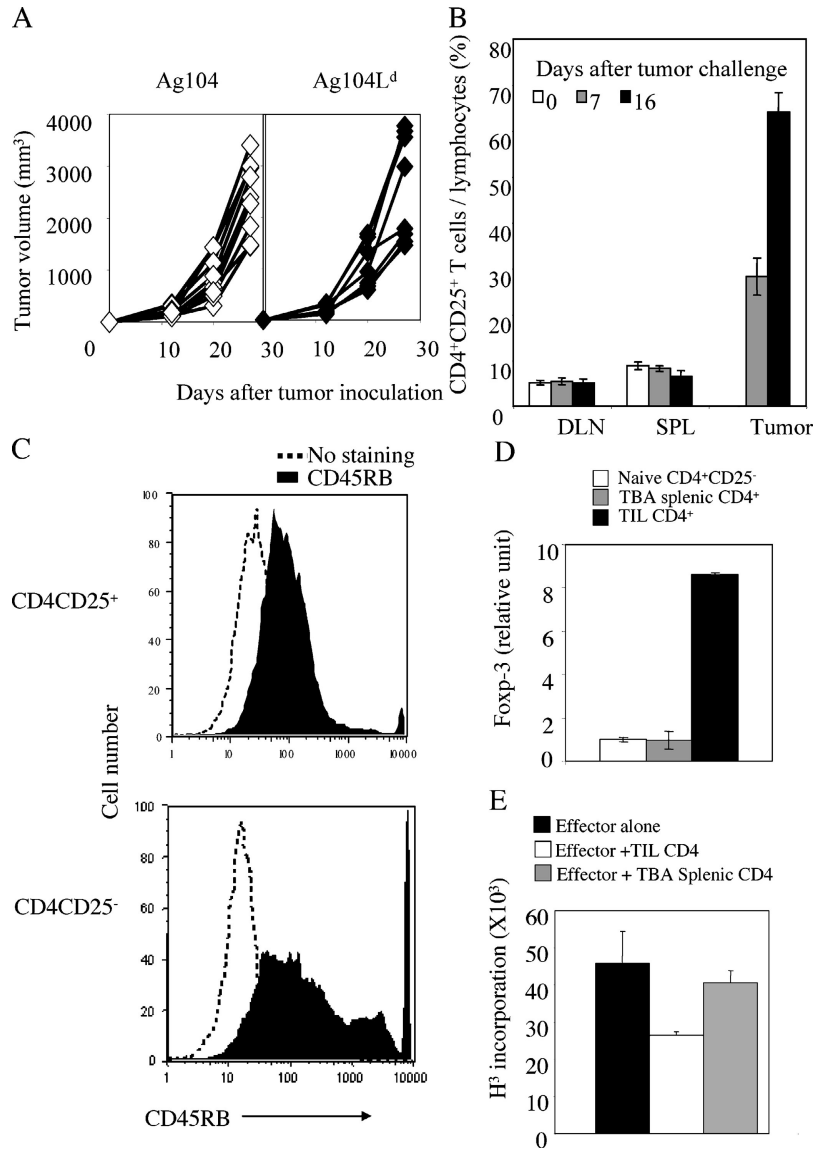 A
Ag104
Ag104Lᵈ
Tumor volume (mm³)
4000
3000
2000
1000
0
10
20
30
10
20
30
Days after tumor inoculation
B
CD4⁺CD25⁺ T cells / lymphocytes (%)
Days after tumor challenge
0 7 16
80
70
60
50
40
30
20
10
0
DLN
SPL
Tumor
C
No staining
CD45RB
CD4CD25⁺
100
80
60
40
20
0
1
10
100
1000
10000
Cell number
CD4CD25⁻
100
80
60
40
20
0
1
10
100
1000
10000
CD45RB
D
Naive CD4⁺CD25⁻
TBA splenic CD4⁺
TIL CD4⁺
Foxp-3 (relative unit)
10
8
6
4
2
0
E
Effector alone
Effector +TIL CD4
Effector + TBA Splenic CD4
H³ incorporation (X10³)
60
50
40
30
20
10
0